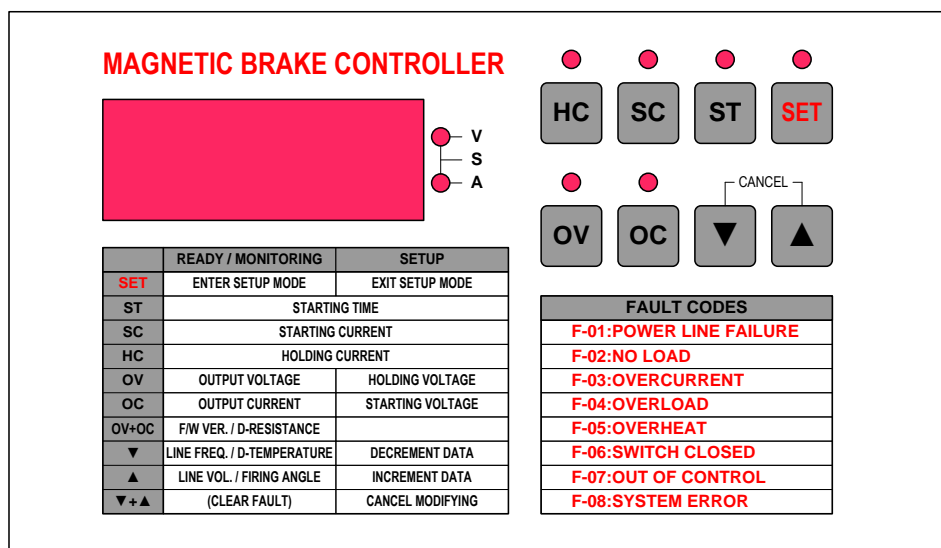 MAGNETIC BRAKE CONTROLLER
V
S
A
HC SC ST SET
CANCEL
OV OC ▼ ▲
READY / MONITORING SETUP
SET ENTER SETUP MODE EXIT SETUP MODE
ST STARTING TIME
SC STARTING CURRENT
HC HOLDING CURRENT
OV OUTPUT VOLTAGE HOLDING VOLTAGE
OC OUTPUT CURRENT STARTING VOLTAGE
OV+OC F/W VER. / D-RESISTANCE
▼ LINE FREQ. / D-TEMPERATURE DECREMENT DATA
▲ LINE VOL. / FIRING ANGLE INCREMENT DATA
▼+▲ (CLEAR FAULT) CANCEL MODIFYING
FAULT CODES
F-01:POWER LINE FAILURE
F-02:NO LOAD
F-03:OVERCURRENT
F-04:OVERLOAD
F-05:OVERHEAT
F-06:SWITCH CLOSED
F-07:OUT OF CONTROL
F-08:SYSTEM ERROR